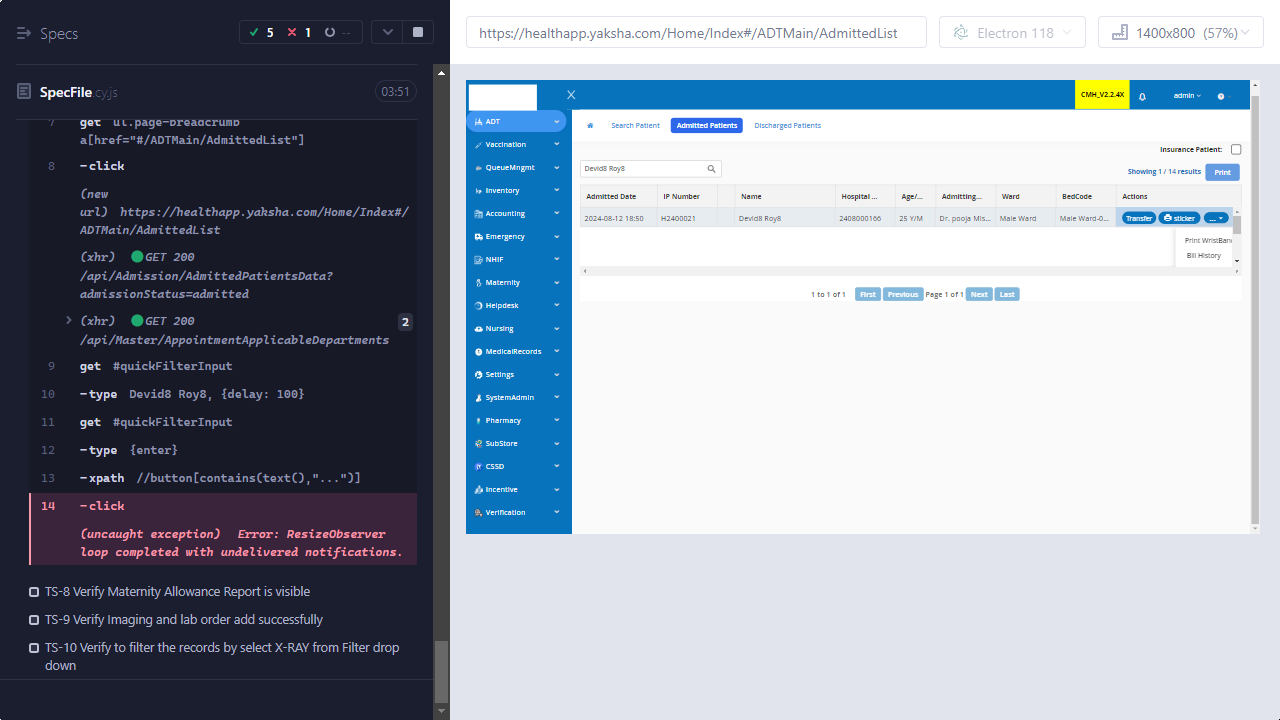 Specs
5
1
--
SpecFile.cy.js
03:51
7 get ul.page-breadcrumb
a[href="#/ADTMain/AdmittedList"]
8 -click
(new
url) https://healthapp.yaksha.com/Home/Index#/
ADTMain/AdmittedList
(xhr) GET 200
/api/Admission/AdmittedPatientsData?
admissionStatus=admitted
(xhr) GET 200
2
/api/Master/AppointmentApplicableDepartments
9 get #quickFilterInput
10 -type Devid8 Roy8, {delay: 100}
11 get #quickFilterInput
12 -type {enter}
13 -xpath //button[contains(text(),"...")]
14 -click
(uncaught exception) Error: ResizeObserver
loop completed with undelivered notifications.
TS-8 Verify Maternity Allowance Report is visible
TS-9 Verify Imaging and lab order add successfully
TS-10 Verify to filter the records by select X-RAY from Filter drop
down
https://healthapp.yaksha.com/Home/Index#/ADTMain/AdmittedList
Electron 118
1400x800 (57%)
X
CMH_V2.2.4X
admin
ADT
Vaccination
QueueMngmt
Inventory
Accounting
Emergency
NHIF
Maternity
Helpdesk
Nursing
MedicalRecords
Settings
SystemAdmin
Pharmacy
SubStore
CSSD
Incentive
Verification
Search Patient
Admitted Patients
Discharged Patients
Insurance Patient:
Devid8 Roy8
Showing 1 / 14 results
Print
Admitted Date IP Number Name Hospital ... Age/... Admitting... Ward BedCode Actions
2024-08-12 18:50 H2400021 Devid8 Roy8 2408000166 25 Y/M Dr. pooja Mis... Male Ward Male Ward-0... Transfer sticker ...
Print WristBan
Bill History
1 to 1 of 1 First Previous Page 1 of 1 Next Last